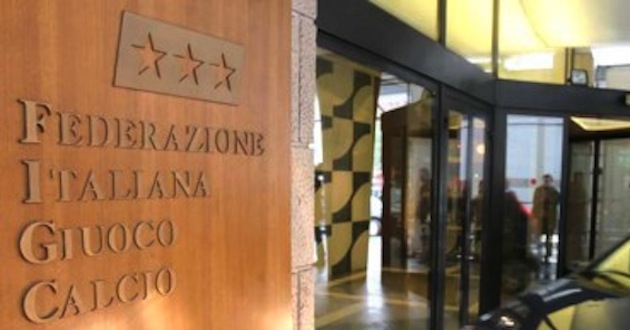 FEDERAZIONE
ITALIANA
GIUOCO
CALCIO